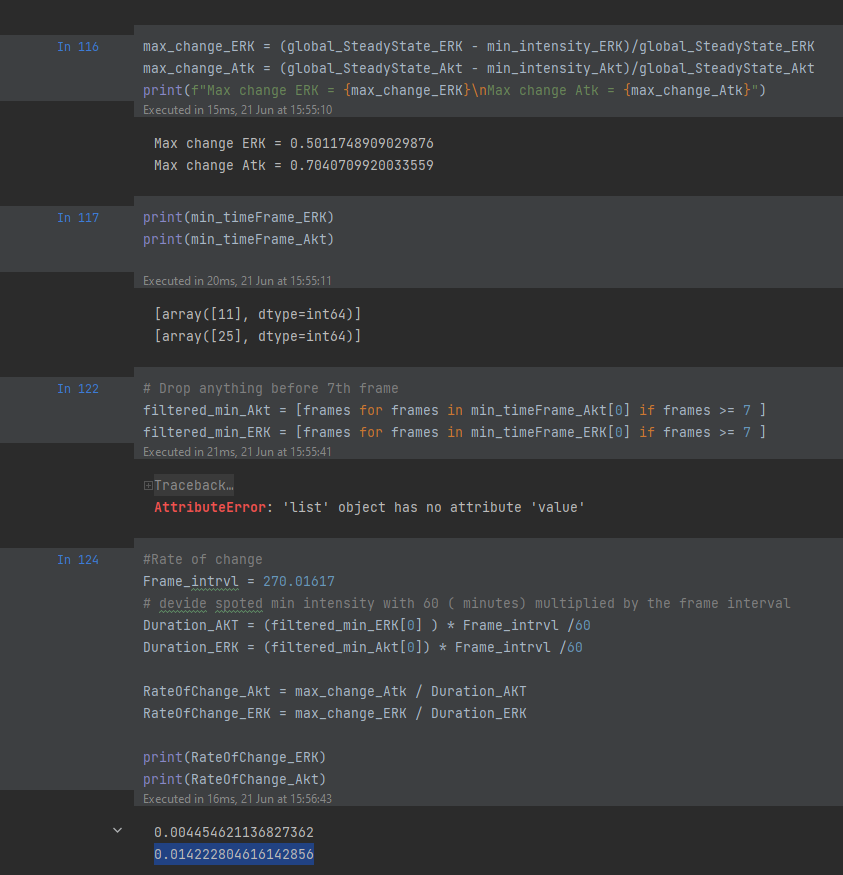 In 116
max_change_ERK = (global_SteadyState_ERK - min_intensity_ERK)/global_SteadyState_ERK
max_change_Atk = (global_SteadyState_Akt - min_intensity_Akt)/global_SteadyState_Akt
print(f"Max change ERK = {max_change_ERK}\nMax change Atk = {max_change_Atk}")
Executed in 15ms, 21 Jun at 15:55:10
Max change ERK = 0.5011748909029876
Max change Atk = 0.7040709920033559
In 117
print(min_timeFrame_ERK)
print(min_timeFrame_Akt)
Executed in 20ms, 21 Jun at 15:55:11
[array([11], dtype=int64)]
[array([25], dtype=int64)]
In 122
# Drop anything before 7th frame
filtered_min_Akt = [frames for frames in min_timeFrame_Akt[0] if frames >= 7 ]
filtered_min_ERK = [frames for frames in min_timeFrame_ERK[0] if frames >= 7 ]
Executed in 21ms, 21 Jun at 15:55:41
Traceback…
AttributeError: 'list' object has no attribute 'value'
In 124
#Rate of change
Frame_intrvl = 270.01617
# devide spoted min intensity with 60 ( minutes) multiplied by the frame interval
Duration_AKT = (filtered_min_ERK[0] ) * Frame_intrvl /60
Duration_ERK = (filtered_min_Akt[0]) * Frame_intrvl /60
RateOfChange_Akt = max_change_Atk / Duration_AKT
RateOfChange_ERK = max_change_ERK / Duration_ERK
print(RateOfChange_ERK)
print(RateOfChange_Akt)
Executed in 16ms, 21 Jun at 15:56:43
0.004454621136827362
0.014222804616142856